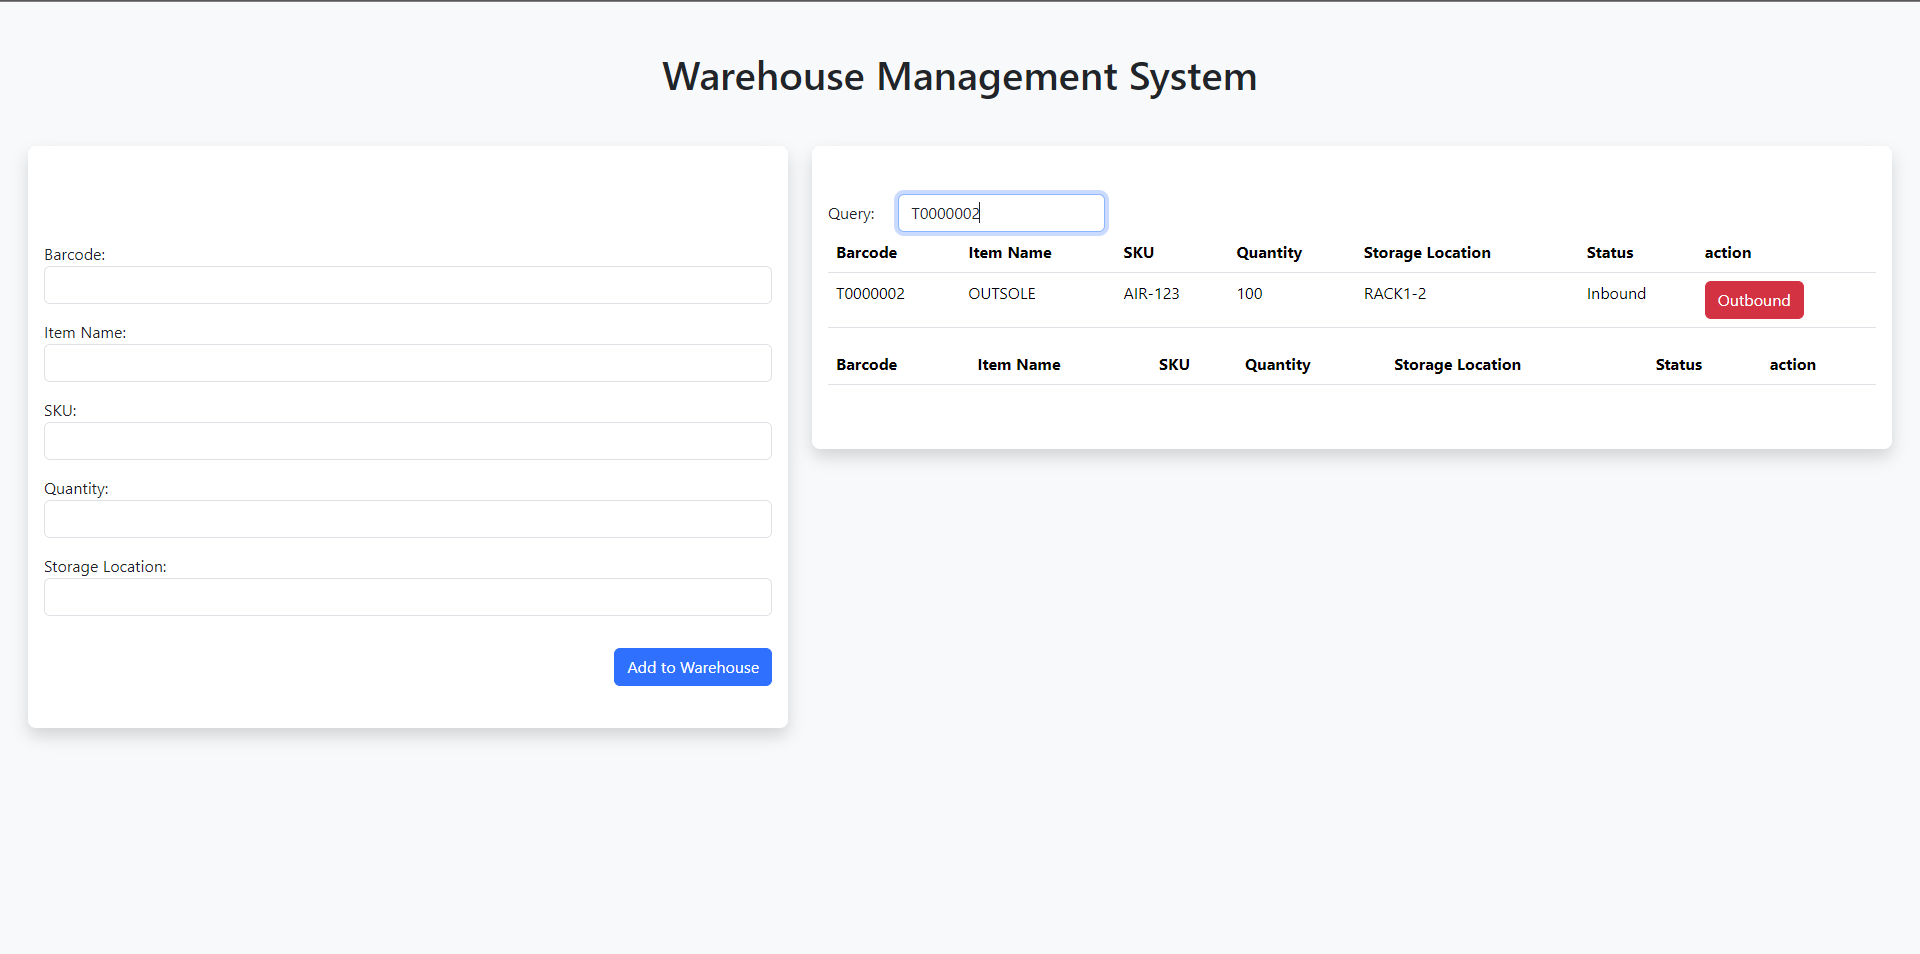 Warehouse Management System
Barcode:
Item Name:
SKU:
Quantity:
Storage Location:
Add to Warehouse
Query: T0000002
Barcode Item Name SKU Quantity Storage Location Status action
T0000002 OUTSOLE AIR-123 100 RACK1-2 Inbound Outbound
Barcode Item Name SKU Quantity Storage Location Status action